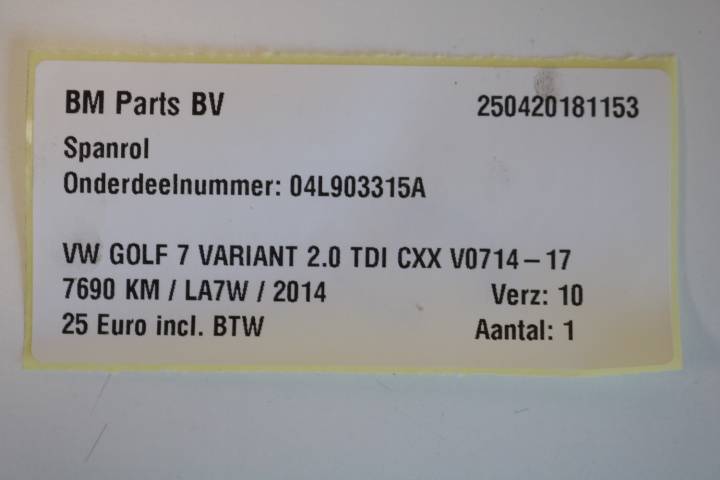 BM Parts BV 250420181153
Spanrol
Onderdeelnummer: 04L903315A
VW GOLF 7 VARIANT 2.0 TDI CXX V0714-17
7690 KM / LA7W / 2014 Verz: 10
25 Euro incl. BTW Aantal: 1